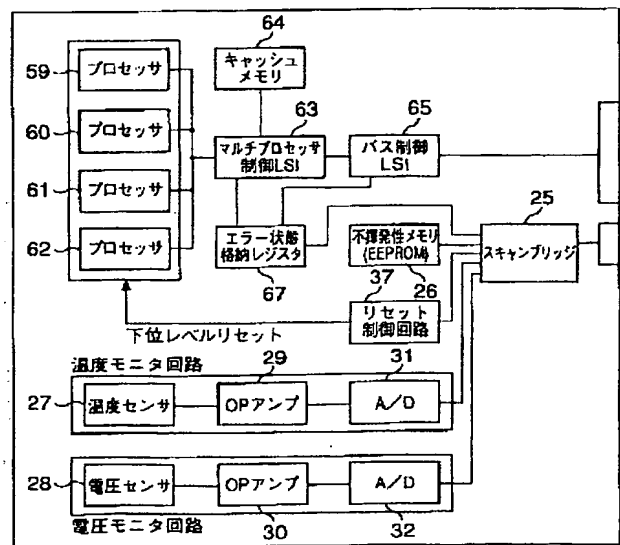 64
59
プロセッサ
キャッシュ
メモリ
63
65
60
プロセッサ
マルチプロセッサ
制御LSI
バス制御
LSI
61
プロセッサ
25
62
プロセッサ
エラー状態
格納レジスタ
不揮発性メモリ
(EEPROM)
スキャンブリッジ
67
37
26
リセット
制御回路
下位レベルリセット
温度モニタ回路
29
31
27
温度センサ
OPアンプ
A/D
28
電圧センサ
OPアンプ
A/D
電圧モニタ回路
30
32